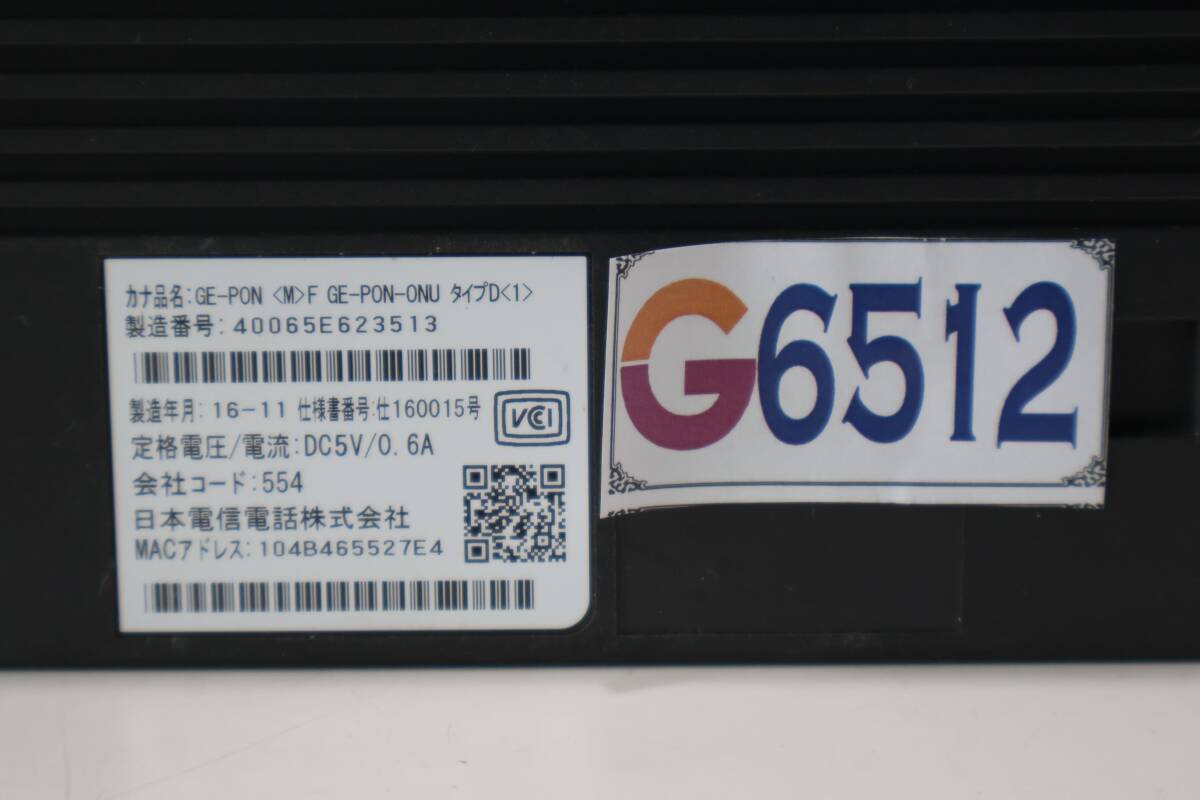 カナ品名:GE-PON <M>F GE-PON-ONU タイプD<1>
製造番号:40065E623513
製造年月:16-11 仕様書番号:仕160015号
VCI
定格電圧/電流:DC5V/0.6A
会社コード:554
日本電信電話株式会社
MACアドレス:104B465527E4
G6512